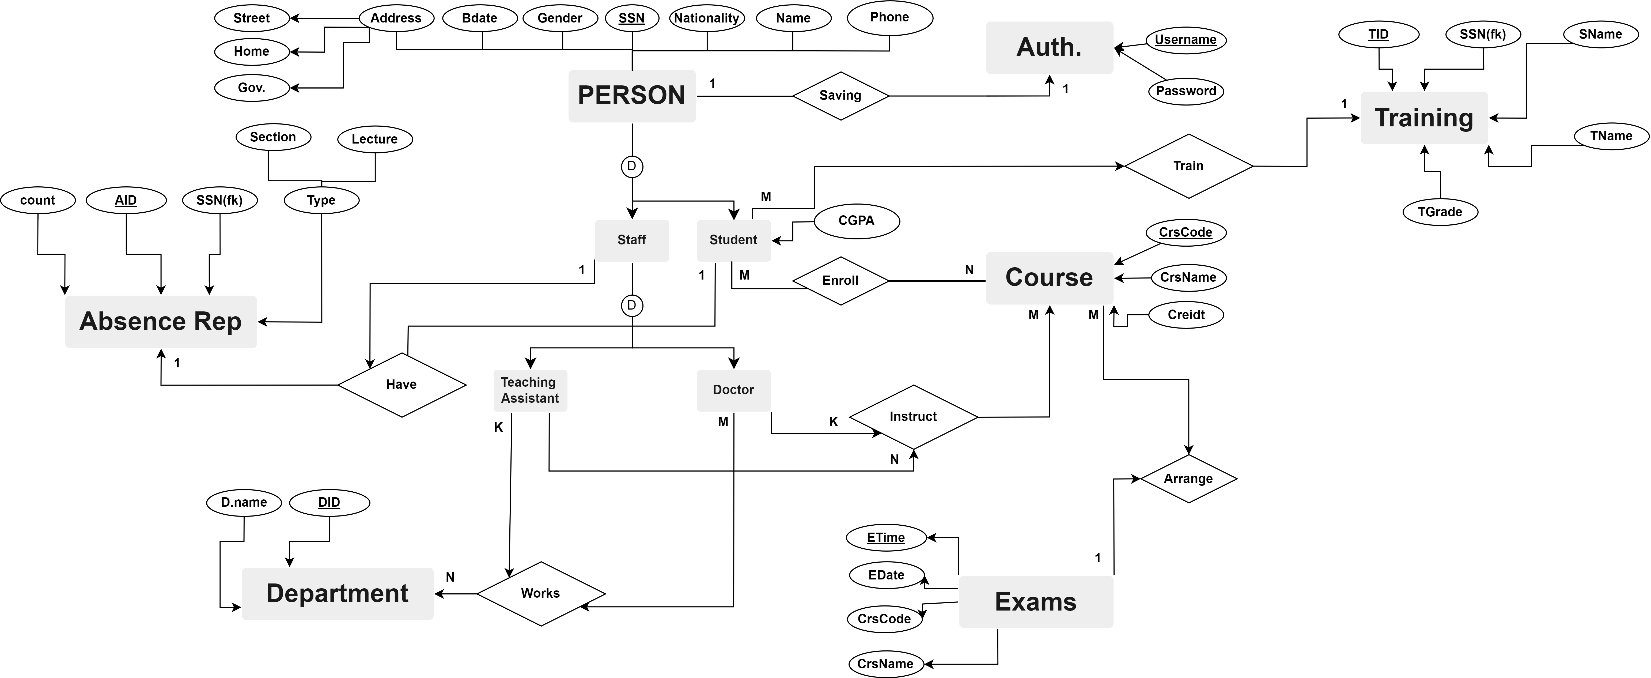 Street
Address
Bdate
Gender
SSN
Nationality
Name
Phone
Home
Gov.
PERSON
1
Saving
1
Auth.
Username
Password
TID
SSN(fk)
SName
Training
1
TName
TGrade
Section
Lecture
count
AID
SSN(fk)
Type
D
M
Train
CGPA
Staff
Student
1
1
M
Enroll
N
Course
CrsCode
CrsName
Creidt
M
M
Absence Rep
1
D
Have
Teaching
Assistant
Doctor
K
M
K
N
Instruct
Arrange
D.name
DID
Department
N
Works
ETime
EDate
CrsCode
CrsName
1
Exams